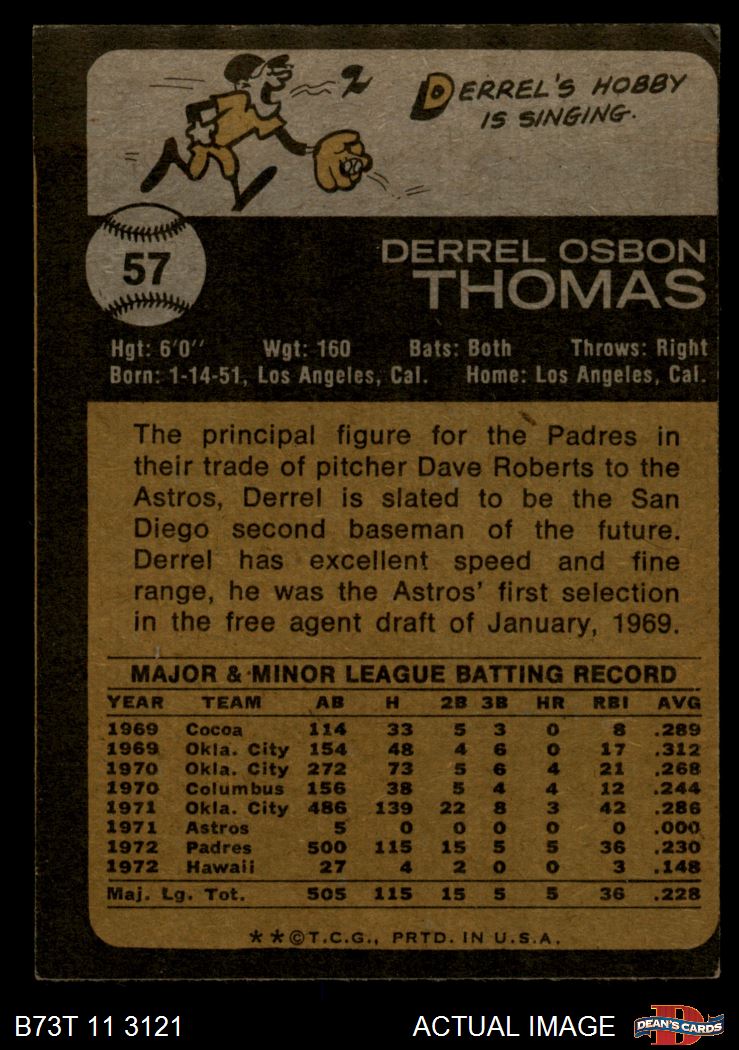 DERREL'S HOBBY
IS SINGING.
57
DERREL OSBON
THOMAS
Hgt: 6'0" Wgt: 160 Bats: Both Throws: Right
Born: 1-14-51, Los Angeles, Cal. Home: Los Angeles, Cal.
The principal figure for the Padres in
their trade of pitcher Dave Roberts to the
Astros, Derrel is slated to be the San
Diego second baseman of the future.
Derrel has excellent speed and fine
range, he was the Astros' first selection
in the free agent draft of January, 1969.
MAJOR & MINOR LEAGUE BATTING RECORD
YEAR TEAM AB H 2B 3B HR RBI AVG
1969 Cocoa 114 33 5 3 0 8 .289
1969 Okla. City 154 48 4 6 0 17 .312
1970 Okla. City 272 73 5 6 4 21 .268
1970 Columbus 156 38 5 4 4 12 .244
1971 Okla. City 486 139 22 8 3 42 .286
1971 Astros 5 0 0 0 0 0 .000
1972 Padres 500 115 15 5 5 36 .230
1972 Hawaii 27 4 2 0 0 3 .148
Maj. Lg. Tot. 505 115 15 5 5 36 .228
**©T.C.G., PRTD. IN U.S.A.
B73T 11 3121 ACTUAL IMAGE
D
DEAN'S CARDS